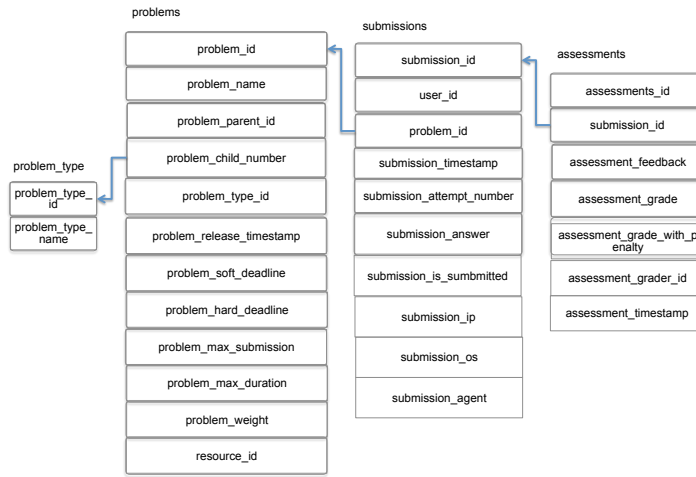 problems
problem_id
problem_name
problem_parent_id
problem_child_number
problem_type_id
problem_release_timestamp
problem_soft_deadline
problem_hard_deadline
problem_max_submission
problem_max_duration
problem_weight
resource_id
submissions
submission_id
user_id
problem_id
submission_timestamp
submission_attempt_number
submission_answer
submission_is_sumbmitted
submission_ip
submission_os
submission_agent
assessments
assessments_id
submission_id
assessment_feedback
assessment_grade
assessment_grade_with_p
enalty
assessment_grader_id
assessment_timestamp
problem_type
problem_type_
id
problem_type_
name